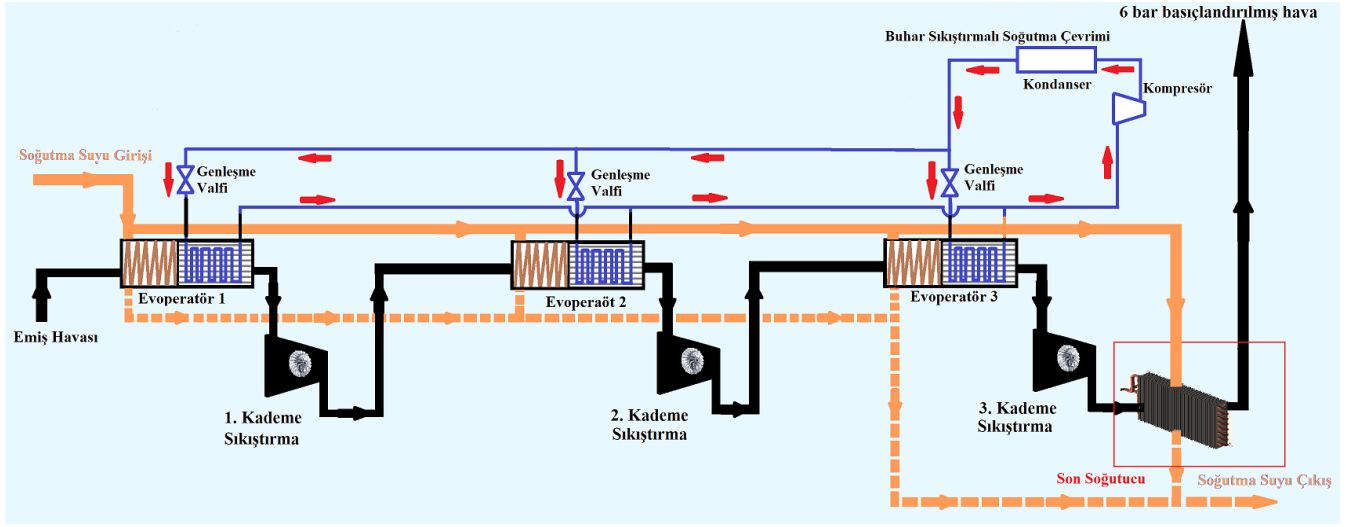 6 bar basıçlandırılmış hava
Buhar Sıkıştırmalı Soğutma Çevrimi
Kondanser
Kompresör
Soğutma Suyu Girişi
Genleşme
Valfi
Genleşme
Valfi
Genleşme
Valfi
Evoperatör 1
Evoperaöt 2
Evoperatör 3
Emiş Havası
1. Kademe
Sıkıştırma
2. Kademe
Sıkıştırma
3. Kademe
Sıkıştırma
Son Soğutucu
Soğutma Suyu Çıkış